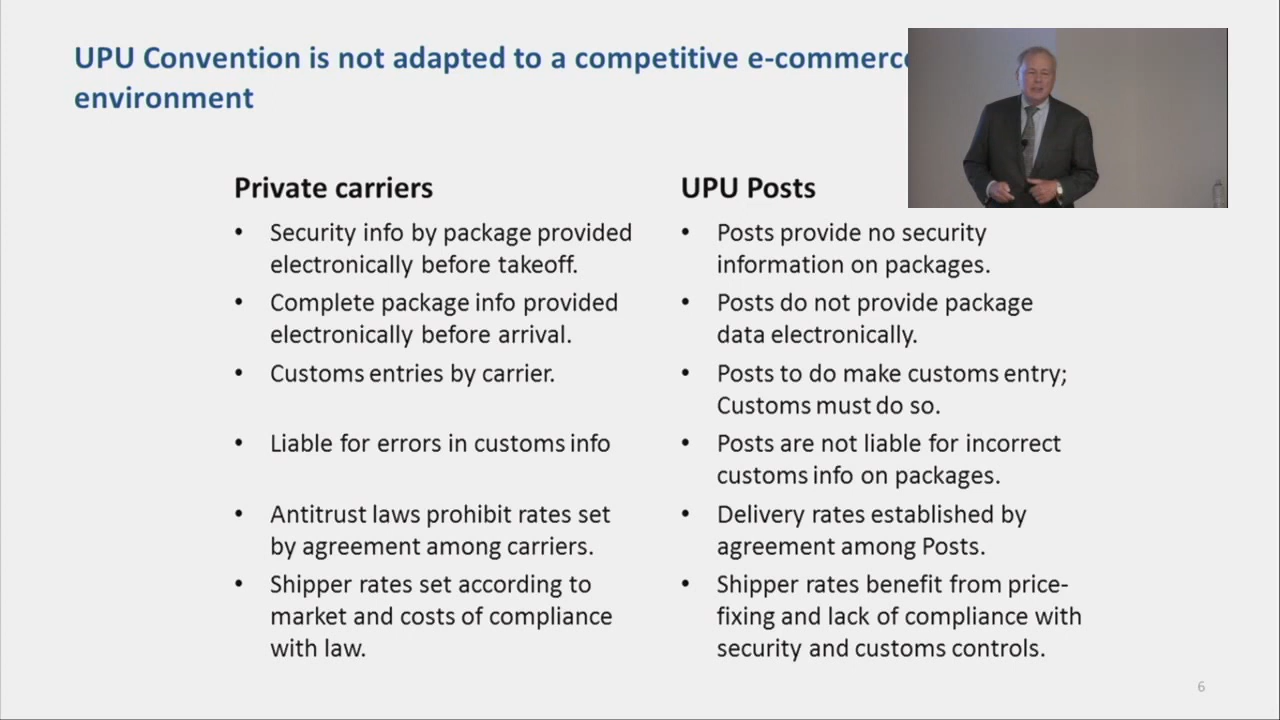 UPU Convention is not adapted to a competitive e-commerc
environment
Private carriers
• Security info by package provided
electronically before takeoff.
• Complete package info provided
electronically before arrival.
• Customs entries by carrier.
• Liable for errors in customs info
• Antitrust laws prohibit rates set
by agreement among carriers.
• Shipper rates set according to
market and costs of compliance
with law.
UPU Posts
• Posts provide no security
information on packages.
• Posts do not provide package
data electronically.
• Posts to do make customs entry;
Customs must do so.
• Posts are not liable for incorrect
customs info on packages.
• Delivery rates established by
agreement among Posts.
• Shipper rates benefit from price-
fixing and lack of compliance with
security and customs controls.
6